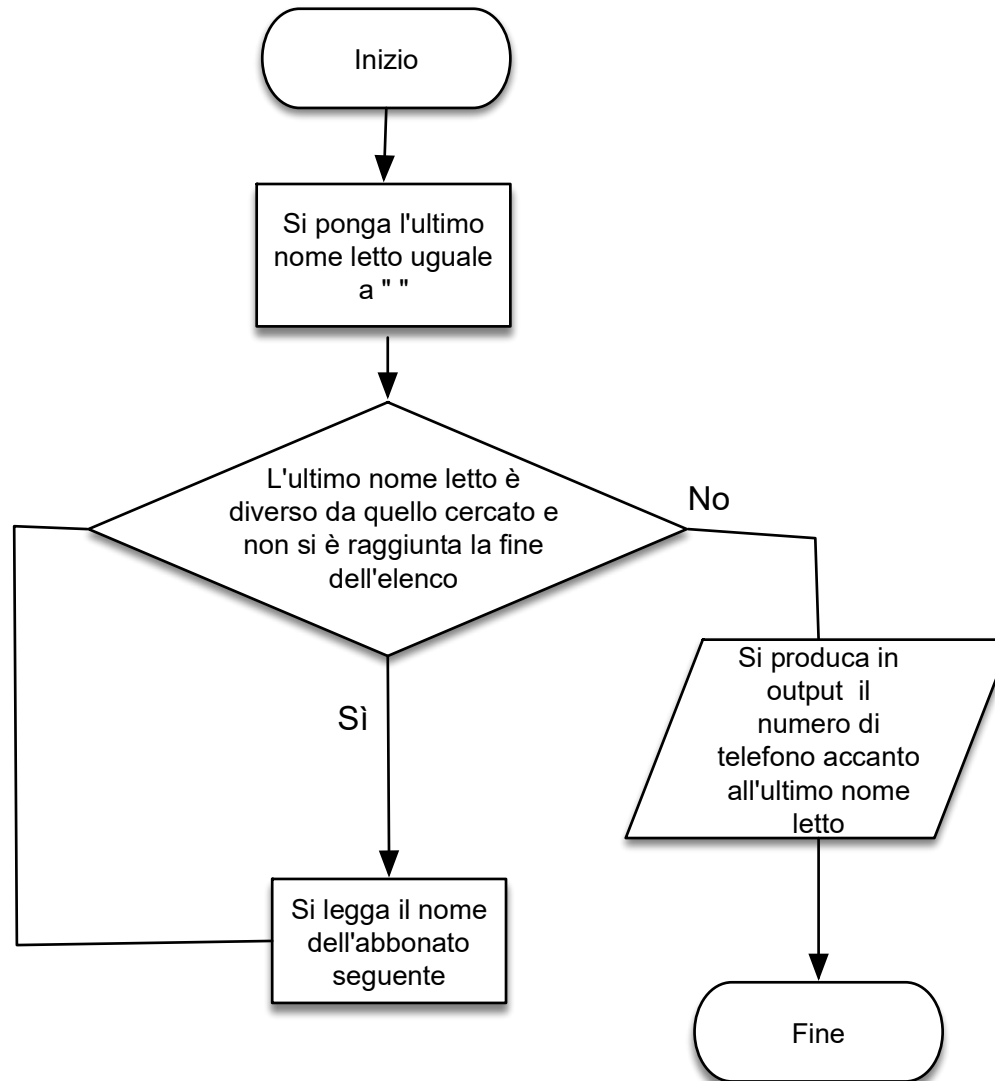 Inizio
Si ponga l'ultimo
nome letto uguale
a " "
L'ultimo nome letto è
diverso da quello cercato e
non si è raggiunta la fine
dell'elenco
No
Sì
Si produca in
output il
numero di
telefono accanto
all'ultimo nome
letto
Si legga il nome
dell'abbonato
seguente
Fine